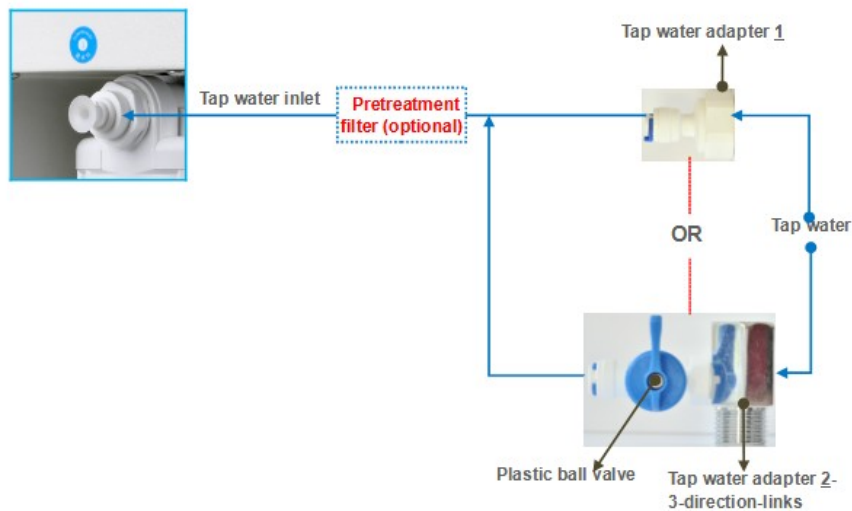 Tap water adapter 1
Tap water inlet
Pretreatment
filter (optional)
OR
Tap water
Plastic ball valve
Tap water adapter 2-
3-direction-links